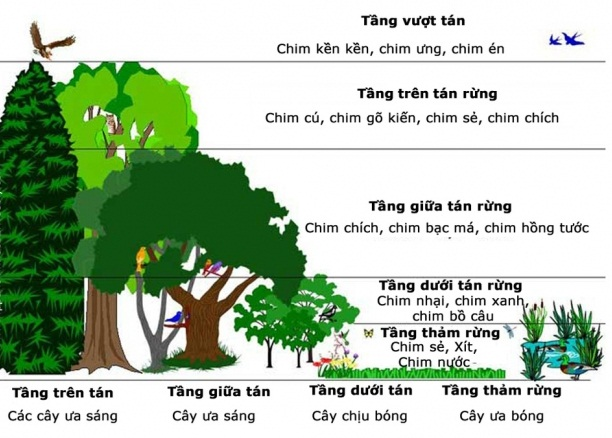 Tầng vượt tán
Chim kền kền, chim ưng, chim én
Tầng trên tán rừng
Chim cú, chim gõ kiến, chim sẻ, chim chích
Tầng giữa tán rừng
Chim chích, chim bạc má, chim hồng tước
Tầng dưới tán rừng
Chim nhại, chim xanh,
chim bồ câu
Tầng thảm rừng
Chim sẻ, Xít,
Chim nước
Tầng trên tán
Tầng giữa tán
Tầng dưới tán
Tầng thảm rừng
Các cây ưa sáng
Cây ưa sáng
Cây chịu bóng
Cây ưa bóng